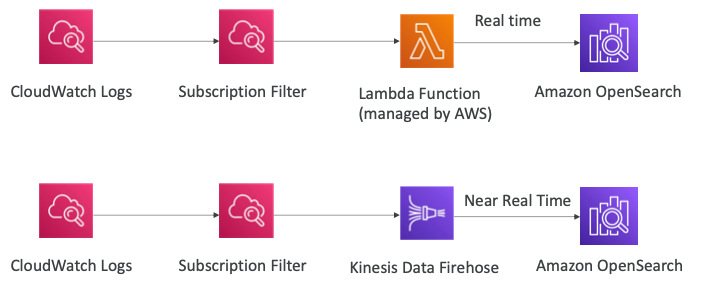 Real time
CloudWatch Logs
Subscription Filter
Lambda Function
(managed by AWS)
Amazon OpenSearch
Near Real Time
CloudWatch Logs
Subscription Filter
Kinesis Data Firehose
Amazon OpenSearch